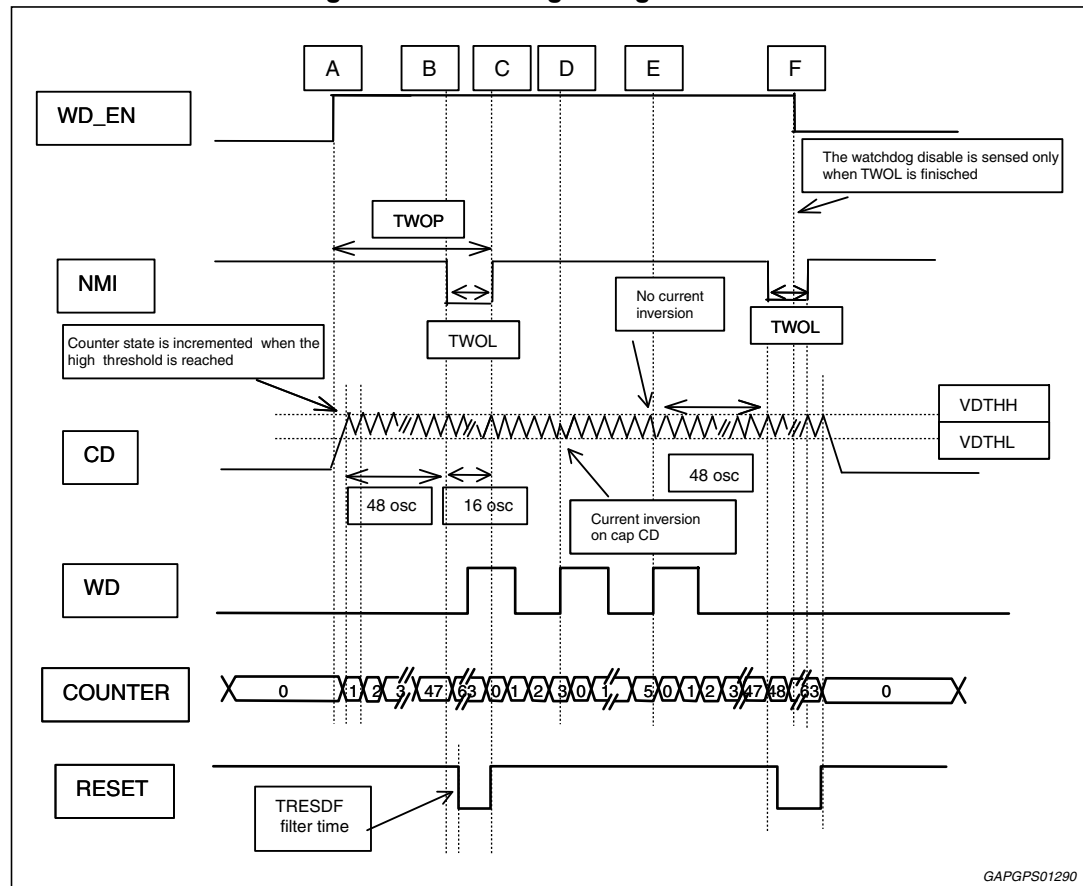 A B C D E F
WD_EN
The watchdog disable is sensed only
when TWOL is finisched
TWOP
NMI
No current
inversion
TWOL
TWOL
Counter state is incremented when the
high threshold is reached
VDTHH
VDTHL
CD
48 osc
16 osc
48 osc
Current inversion
on cap CD
WD
COUNTER
0 1 2 3 47 63 0 1 2 3 0 1 5 0 1 2 3 47 48 63 0
RESET
TRESDF
filter time
GAPGPS01290